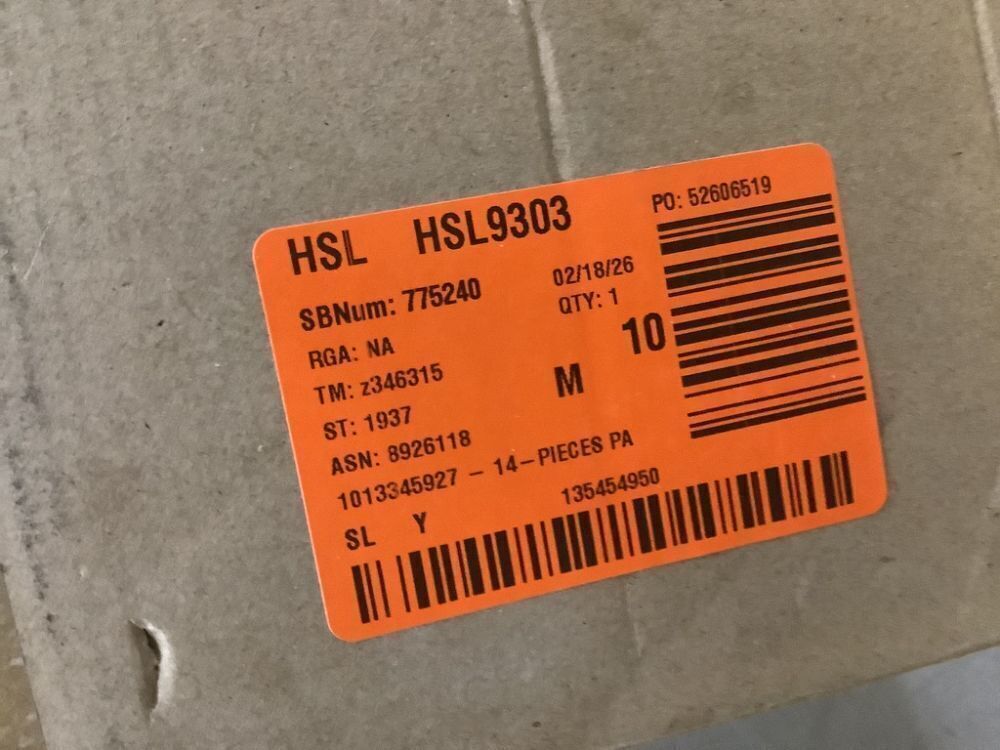 HSL HSL9303 PO: 52606519
SBNum: 775240 02/18/26
QTY: 1
RGA: NA 10
TM: z346315 M
ST: 1937
ASN: 8926118
1013345927 - 14-PIECES PA
SL Y 135454950